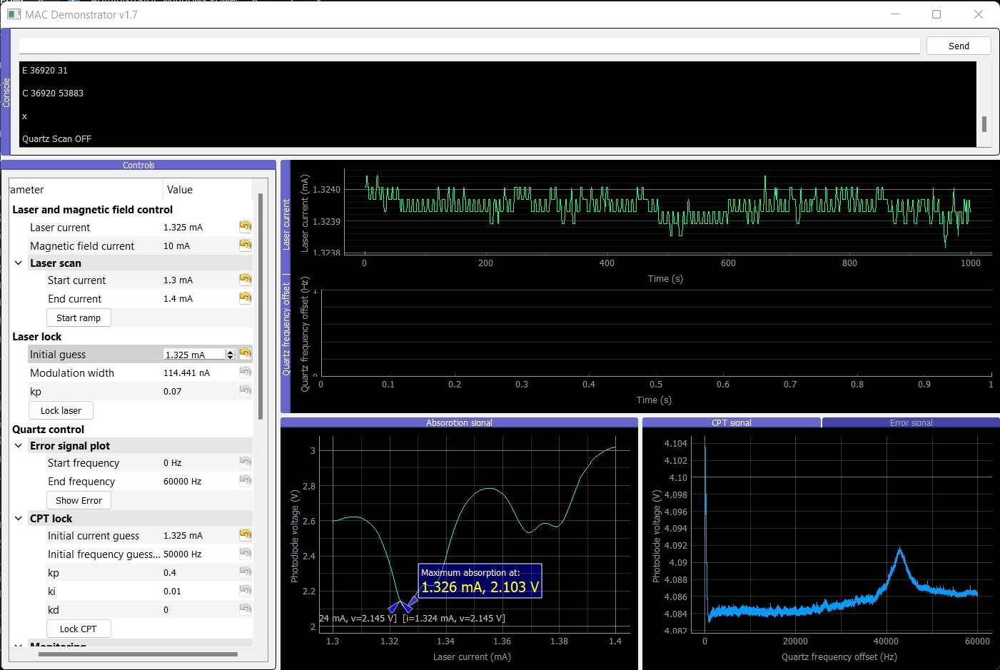 MAC Demonstrator v1.7
Console
Send
E 36920 31
C 36920 53883
x
Quartz Scan OFF
Controls
rameter Value
Laser and magnetic field control
Laser current 1.325 mA
Magnetic field current 10 mA
Laser scan
Start current 1.3 mA
End current 1.4 mA
Start ramp
Laser lock
Initial guess 1.325 mA
Modulation width 114.441 nA
kp 0.07
Lock laser
Quartz control
Error signal plot
Start frequency 0 Hz
End frequency 60000 Hz
Show Error
CPT lock
Initial current guess 1.325 mA
Initial frequency guess... 50000 Hz
kp 0.4
ki 0.01
kd 0
Lock CPT
Monitoring
Laser current
Laser current (mA)
1.3240
1.3239
1.3238
0 200 400 600 800 1000
Time (s)
Quartz frequency offset
Quartz frequency offset (Hz)
1
0
0 0.1 0.2 0.3 0.4 0.5 0.6 0.7 0.8 0.9 1
Time (s)
Absorption signal
Photodiode voltage (V)
3
2.8
2.6
2.4
2.2
2
Maximum absorption at:
1.326 mA, 2.103 V
24 mA, v=2.145 V] [i=1.324 mA, v=2.145 V]
1.3 1.32 1.34 1.36 1.38 1.4
Laser current (mA)
CPT signal Error signal
Photodiode voltage (V)
4.104
4.102
4.10
4.098
4.096
4.094
4.092
4.09
4.088
4.086
4.084
4.082
0 20000 40000 60000
Quartz frequency offset (Hz)